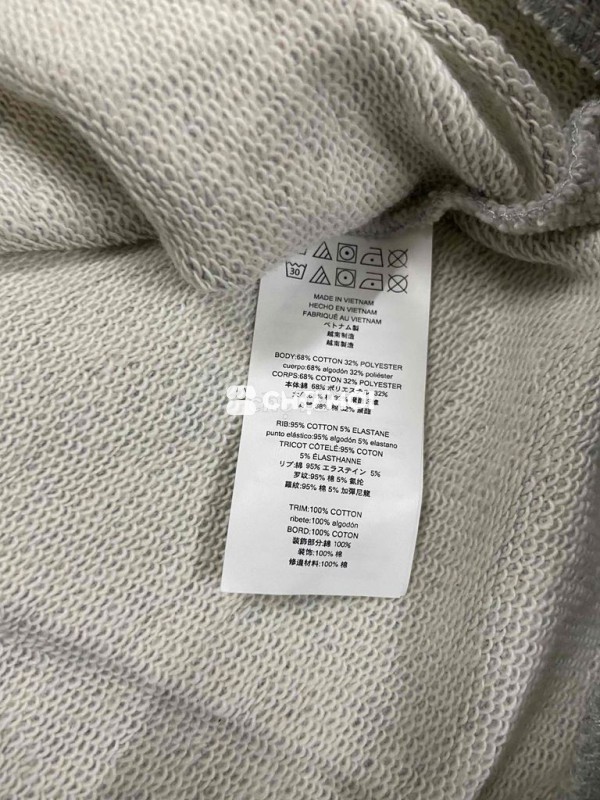 30
MADE IN VIETNAM
HECHO EN VIETNAM
FABRIQUÉ AU VIETNAM
ベトナム製
越南制造
越南製造
BODY:68% COTTON 32% POLYESTER
cuerpo:68% algodón 32% poliéster
CORPS:68% COTON 32% POLYESTER
本体綿 68% ポリエステル 32%
RIB:95% COTTON 5% ELASTANE
punto elástico:95% algodón 5% elastano
TRICOT CÔTELÉ:95% COTON
5% ÉLASTHANNE
リブ:綿 95% エラステイン 5%
罗纹:95% 棉 5% 氨纶
羅紋:95% 棉 5% 加彈尼龍
TRIM:100% COTTON
ribete:100% algodón
BORD:100% COTON
装飾部分:綿 100%
装饰:100% 棉
修邊材料:100% 棉